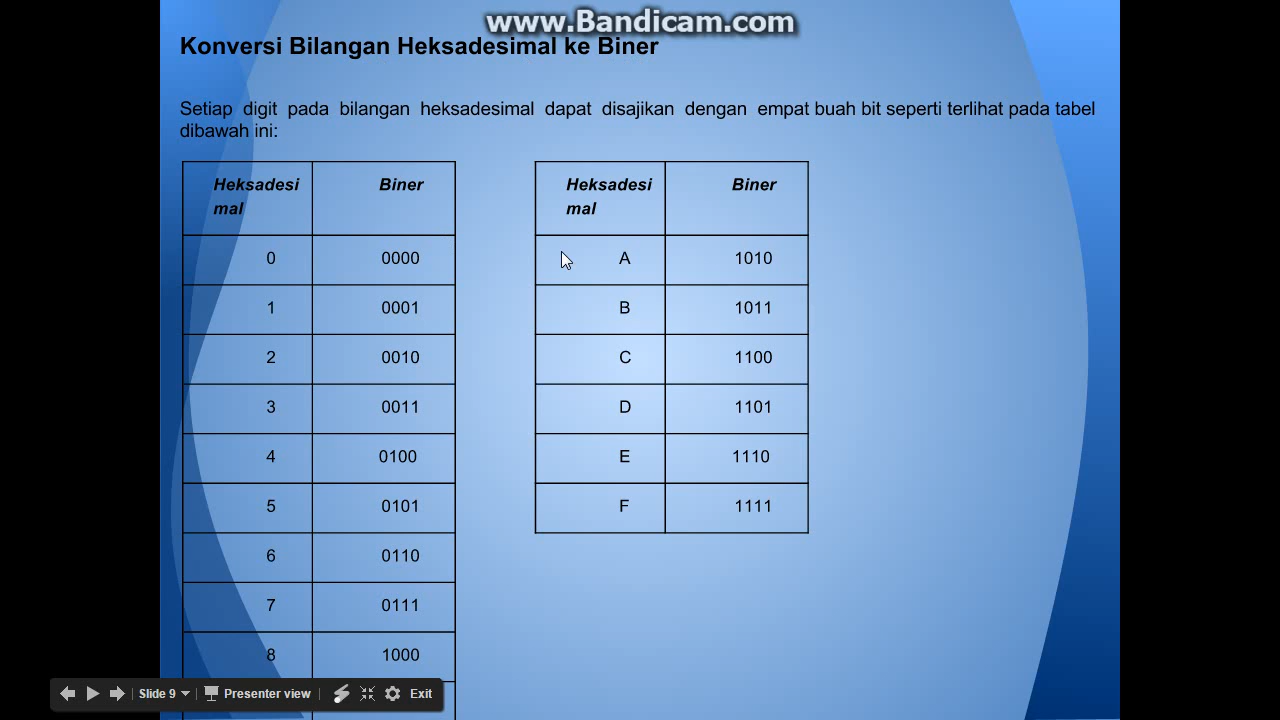 www.Bandicam.com
Konversi Bilangan Heksadesimal ke Biner
Setiap digit pada bilangan heksadesimal dapat disajikan dengan empat buah bit seperti terlihat pada tabel
dibawah ini:
Heksadesi Biner
mal
0 0000
1 0001
2 0010
3 0011
4 0100
5 0101
6 0110
7 0111
8 1000
Heksadesi Biner
mal
A 1010
B 1011
C 1100
D 1101
E 1110
F 1111
Slide 9 Presenter view Exit